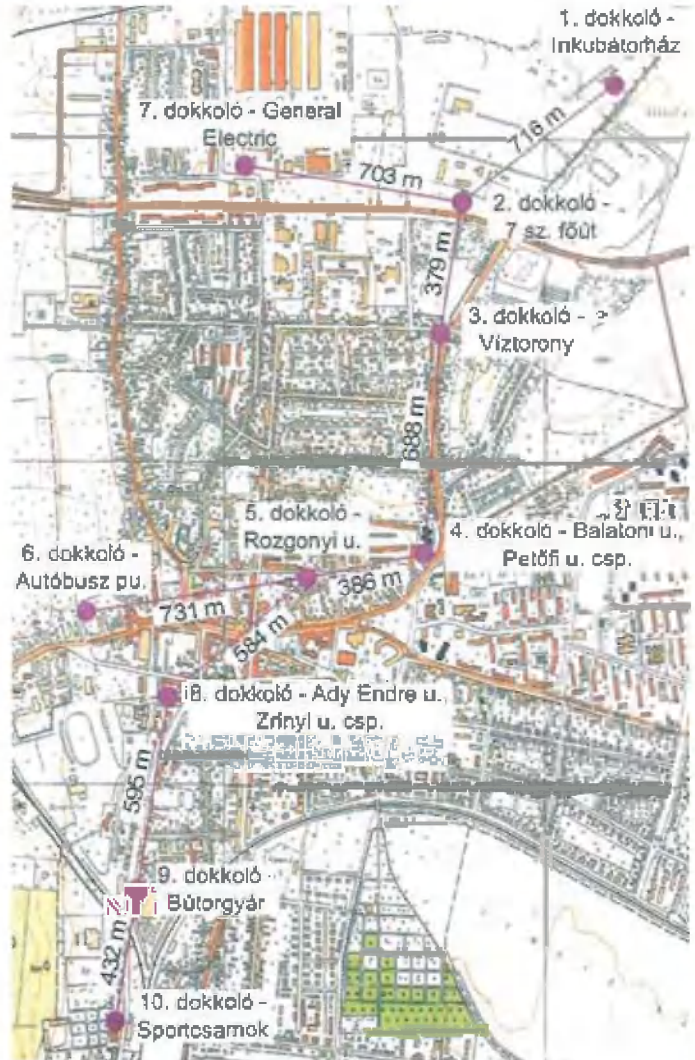 1. dokkoló -
Inkubátorház
7. dokkoló - General
Electric
716 m
703 m
2. dokkoló -
7 sz. főút
379 m
3. dokkoló -
Víztorony
688 m
5. dokkoló
Rozgonyi u.
4. dokkoló - Balatoni u.,
Petőfi u. csp.
6. dokkoló -
Autóbusz pu.
386 m
731 m
584 m
8. dokkoló - Ady Endre u.,
Zrínyi u. csp.
595 m
9. dokkoló -
Bútorgyár
432 m
10. dokkoló -
Sportcsarnok